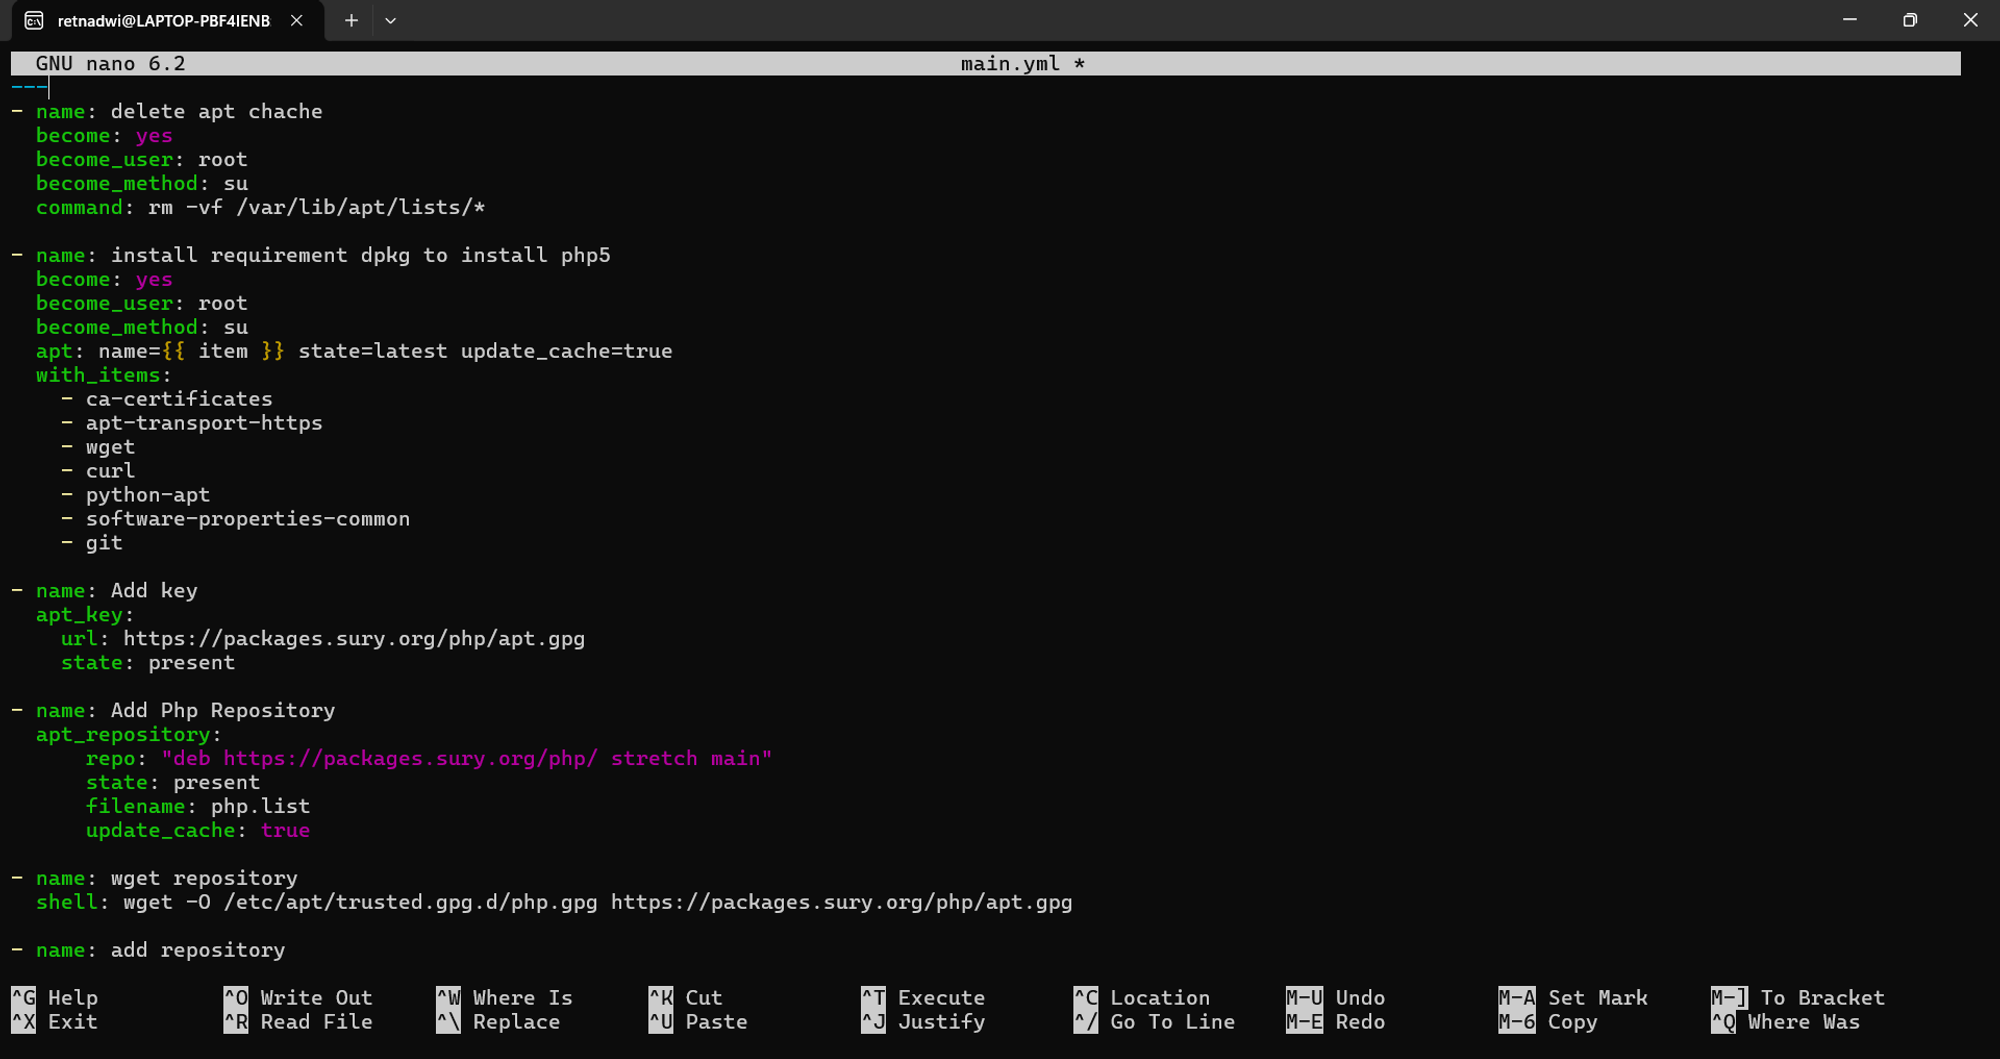 retnadwi@LAPTOP-PBF4IENB
GNU nano 6.2 main.yml *
---
- name: delete apt chache
  become: yes
  become_user: root
  become_method: su
  command: rm -vf /var/lib/apt/lists/*

- name: install requirement dpkg to install php5
  become: yes
  become_user: root
  become_method: su
  apt: name={{ item }} state=latest update_cache=true
  with_items:
    - ca-certificates
    - apt-transport-https
    - wget
    - curl
    - python-apt
    - software-properties-common
    - git

- name: Add key
  apt_key:
    url: https://packages.sury.org/php/apt.gpg
    state: present

- name: Add Php Repository
  apt_repository:
      repo: "deb https://packages.sury.org/php/ stretch main"
      state: present
      filename: php.list
      update_cache: true

- name: wget repository
  shell: wget -O /etc/apt/trusted.gpg.d/php.gpg https://packages.sury.org/php/apt.gpg

- name: add repository

^G Help ^O Write Out ^W Where Is ^K Cut ^T Execute ^C Location M-U Undo M-A Set Mark M-] To Bracket
^X Exit ^R Read File ^\ Replace ^U Paste ^J Justify ^/ Go To Line M-E Redo M-6 Copy ^Q Where Was